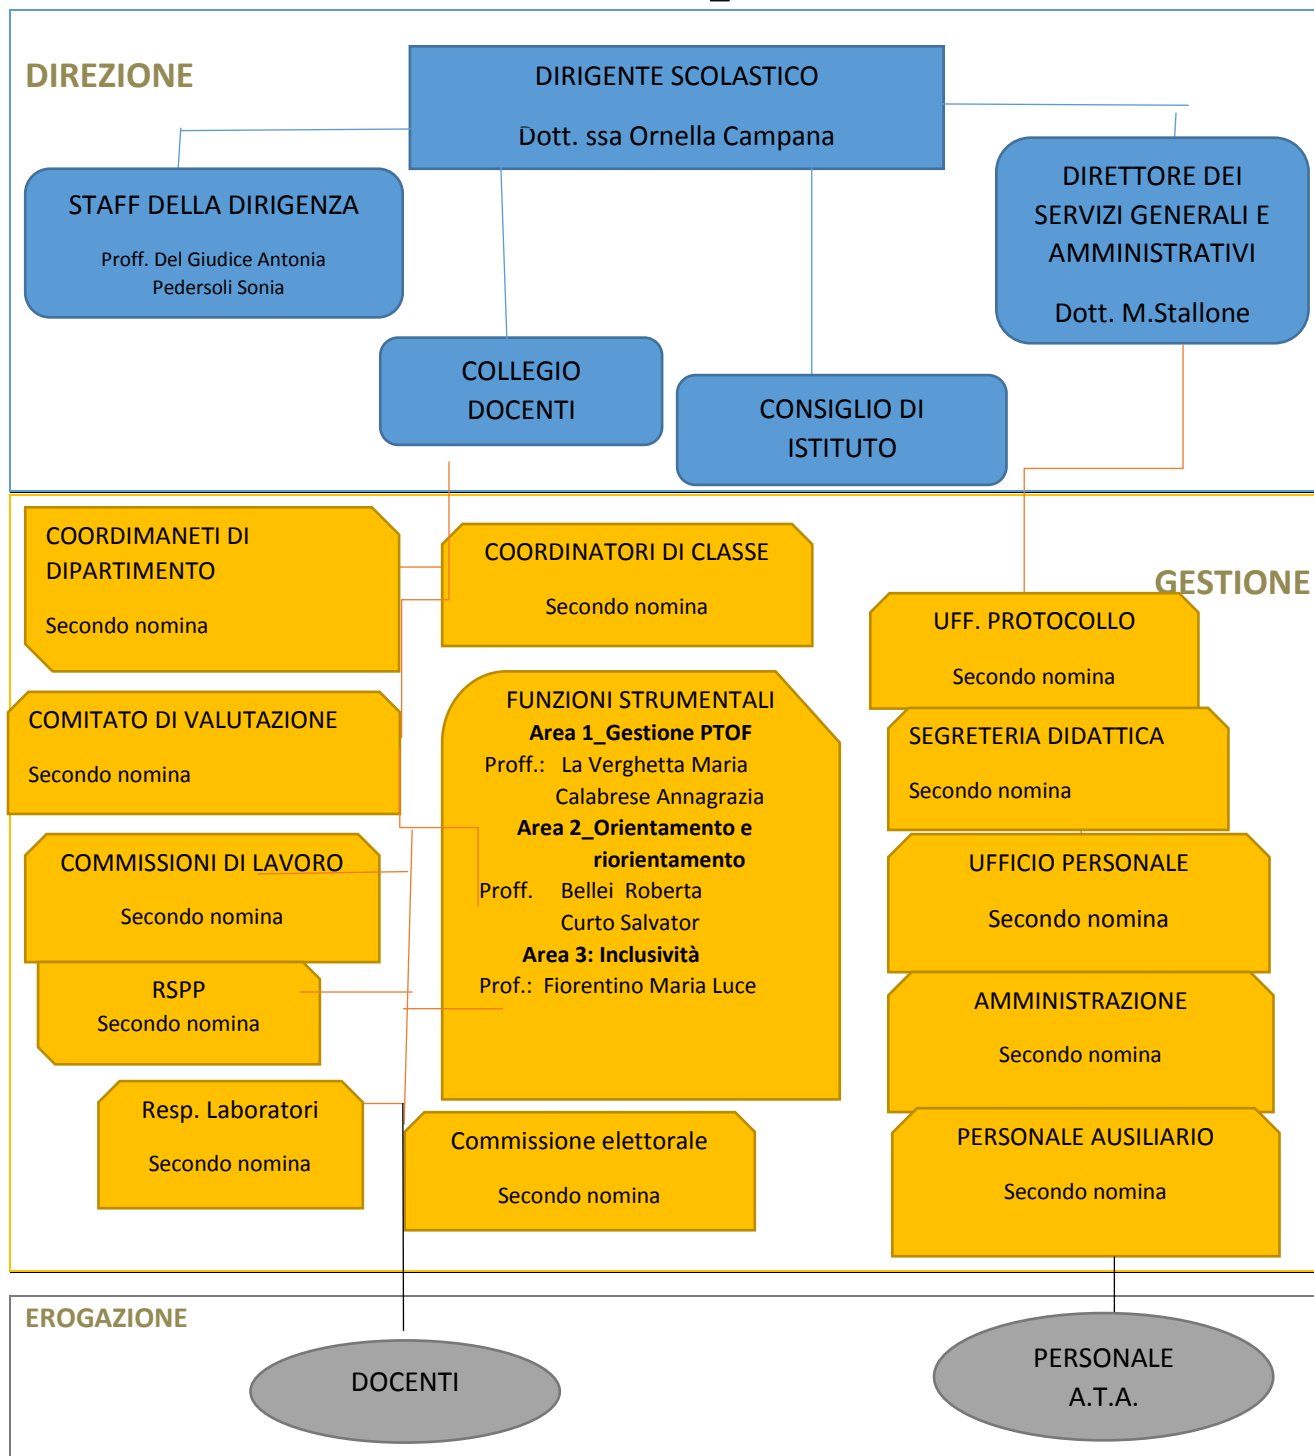 DIREZIONE
DIRIGENTE SCOLASTICO
Dott. ssa Ornella Campana
STAFF DELLA DIRIGENZA
Proff. Del Giudice Antonia
Pedersoli Sonia
DIRETTORE DEI
SERVIZI GENERALI E
AMMINISTRATIVI
Dott. M.Stallone
COLLEGIO
DOCENTI
CONSIGLIO DI
ISTITUTO
GESTIONE
COORDIMANETI DI
DIPARTIMENTO
Secondo nomina
COORDINATORI DI CLASSE
Secondo nomina
UFF. PROTOCOLLO
Secondo nomina
COMITATO DI VALUTAZIONE
Secondo nomina
FUNZIONI STRUMENTALI
Area 1_Gestione PTOF
Proff.: La Verghetta Maria
Calabrese Annagrazia
Area 2_Orientamento e
riorientamento
Proff. Bellei Roberta
Curto Salvator
Area 3: Inclusività
Prof.: Fiorentino Maria Luce
SEGRETERIA DIDATTICA
Secondo nomina
COMMISSIONI DI LAVORO
Secondo nomina
UFFICIO PERSONALE
Secondo nomina
RSPP
Secondo nomina
AMMINISTRAZIONE
Secondo nomina
Resp. Laboratori
Secondo nomina
Commissione elettorale
Secondo nomina
PERSONALE AUSILIARIO
Secondo nomina
EROGAZIONE
DOCENTI
PERSONALE
A.T.A.